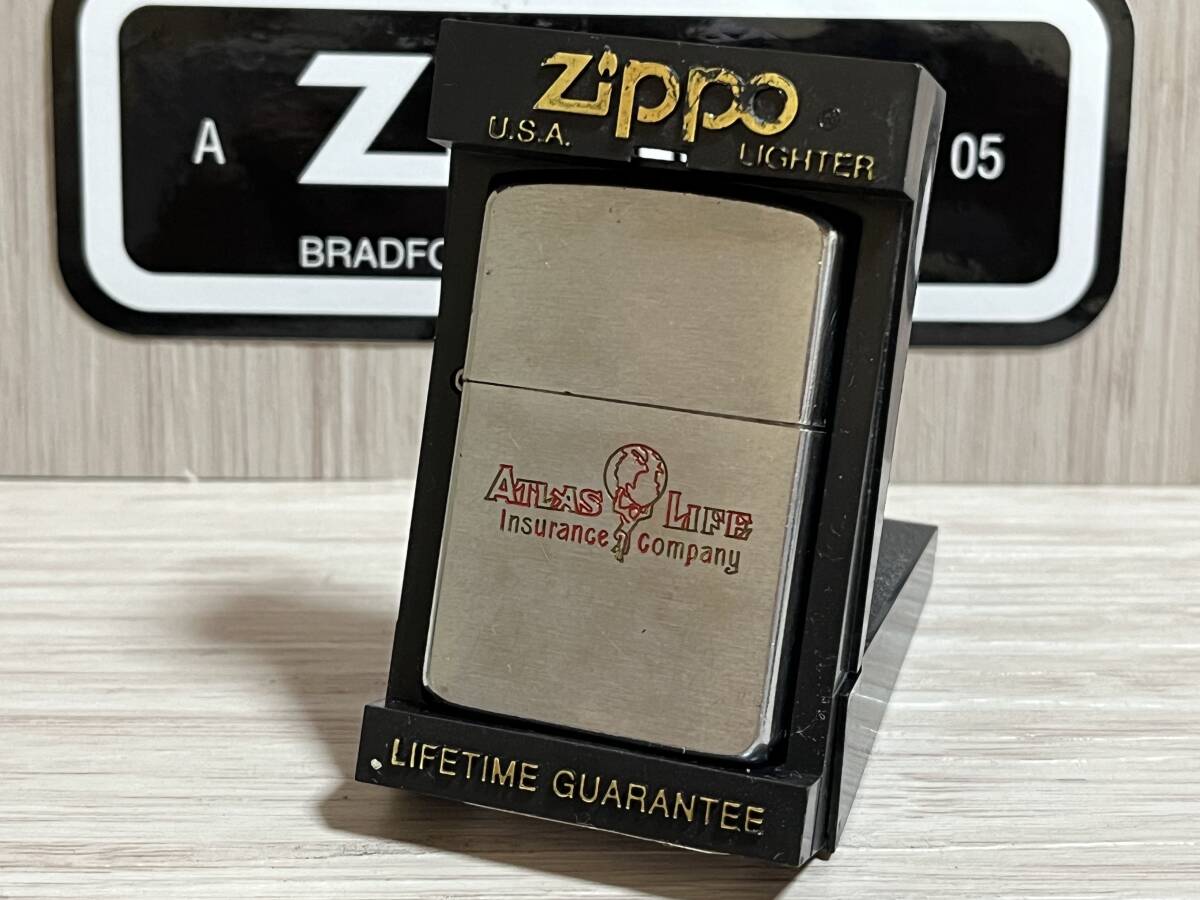 Zippo
U.S.A. LIGHTER
A Z 05
BRADFO
ATLAS LIFE
Insurance Company
LIFETIME GUARANTEE